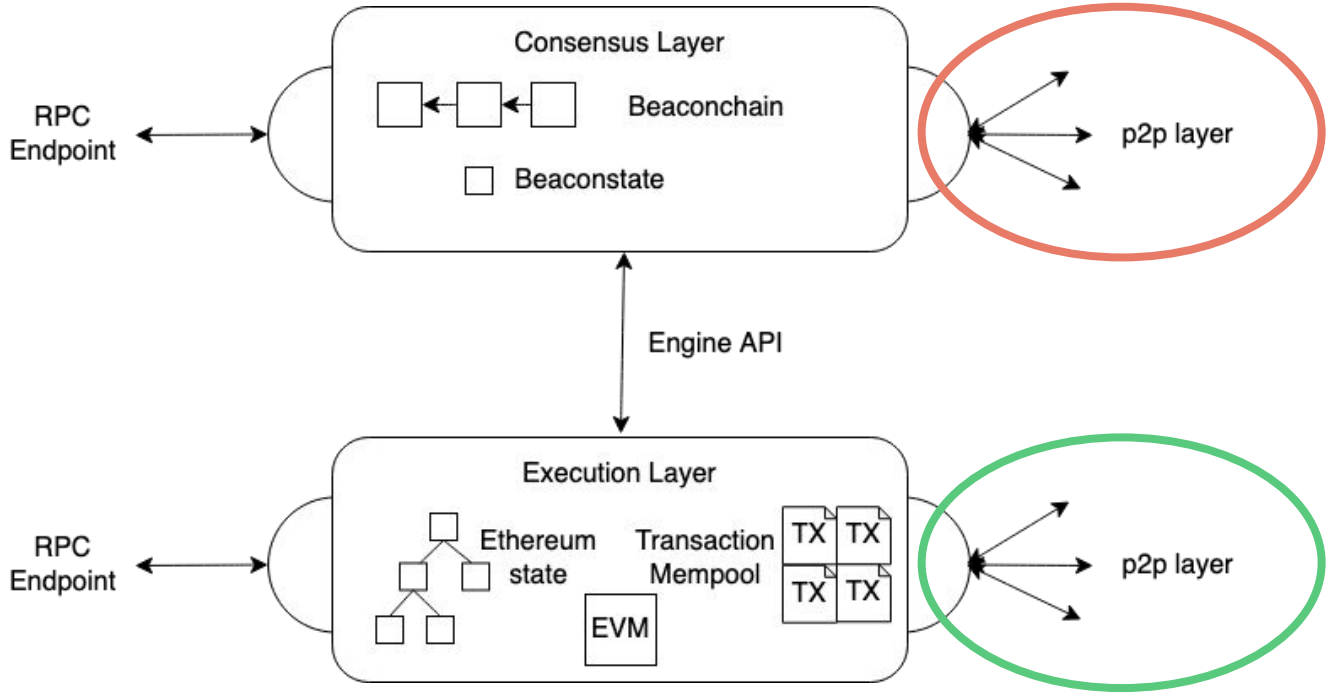 Consensus Layer
Beaconchain
RPC
Endpoint
p2p layer
Beaconstate
Engine API
Execution Layer
Ethereum
state
Transaction
Mempool
TX TX
TX TX
RPC
Endpoint
p2p layer
EVM